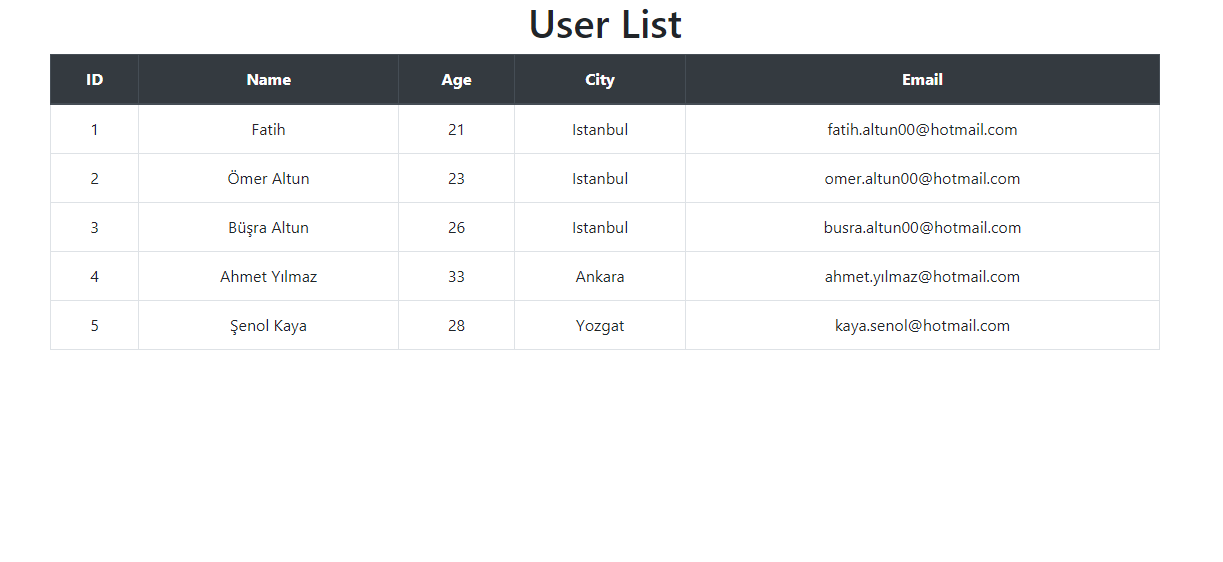 User List
ID Name Age City Email
1 Fatih 21 Istanbul fatih.altun00@hotmail.com
2 Ömer Altun 23 Istanbul omer.altun00@hotmail.com
3 Büşra Altun 26 Istanbul busra.altun00@hotmail.com
4 Ahmet Yılmaz 33 Ankara ahmet.yılmaz@hotmail.com
5 Şenol Kaya 28 Yozgat kaya.senol@hotmail.com